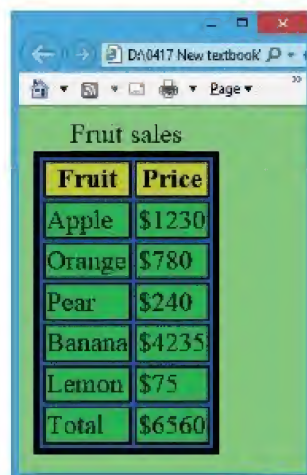 D:\0417 New textbook\
Page
Fruit sales
Fruit Price
Apple $1230
Orange $780
Pear $240
Banana $4235
Lemon $75
Total $6560